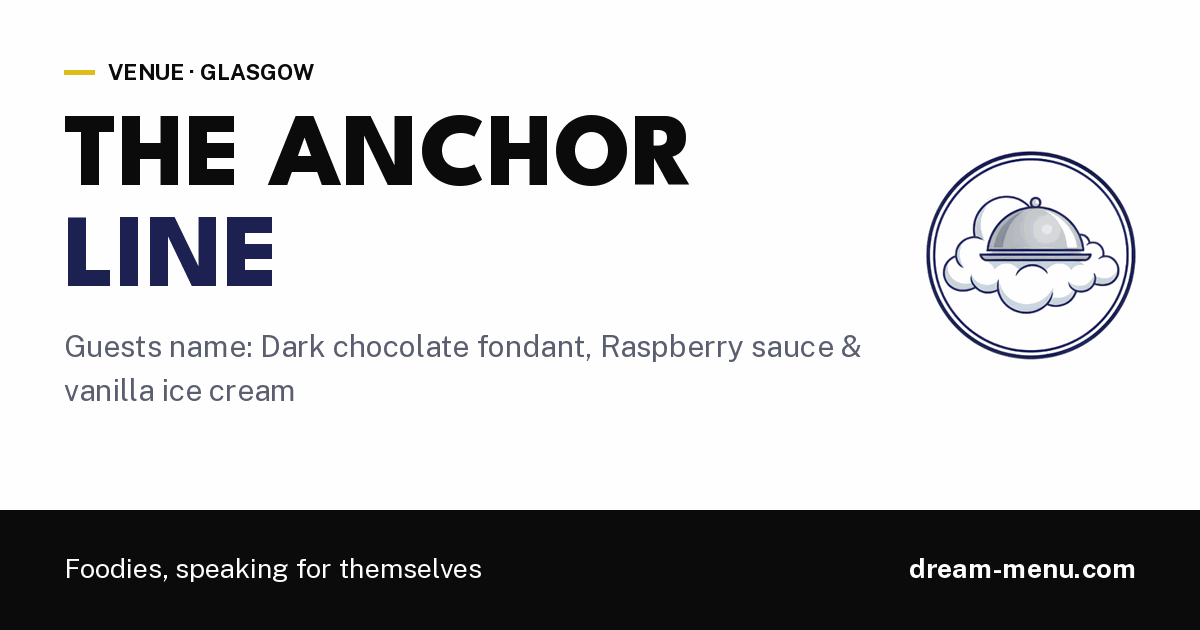 VENUE · GLASGOW
THE ANCHOR
LINE
Guests name: Dark chocolate fondant, Raspberry sauce &
vanilla ice cream
Foodies, speaking for themselves
dream-menu.com